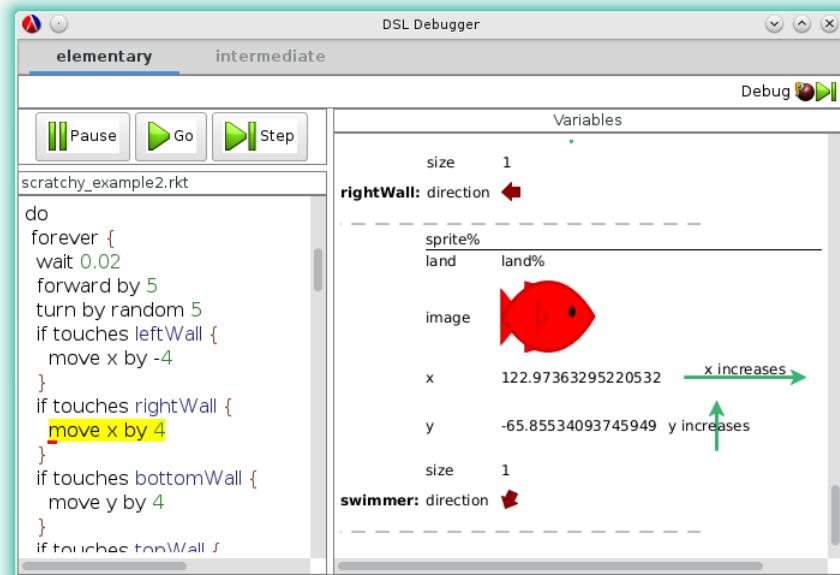 DSL Debugger
elementary intermediate
Debug
Pause Go Step
scratchy_example2.rkt
do
forever {
wait 0.02
forward by 5
turn by random 5
if touches leftWall {
move x by -4
}
if touches rightWall {
move x by 4
}
if touches bottomWall {
move y by 4
}
if touches topWall {
Variables
size 1
rightWall: direction
sprite%
land land%
image
x 122.97363295220532 x increases
y -65.85534093745949 y increases
size 1
swimmer: direction